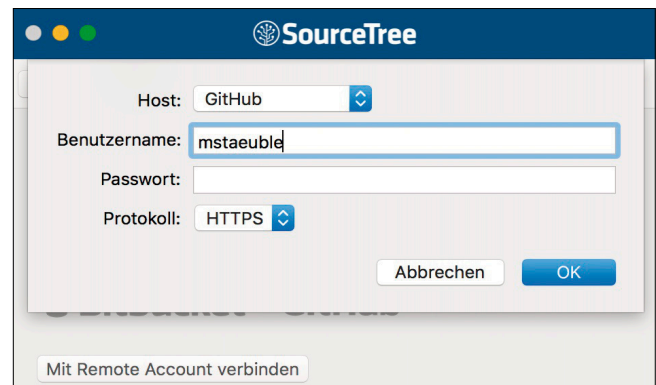 SourceTree
Host: GitHub
Benutzername: mstaeuble
Passwort:
Protokoll: HTTPS
Abbrechen OK
Mit Remote Account verbinden